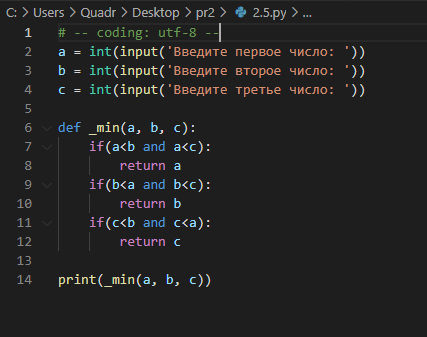 C: > Users > Quadr > Desktop > pr2 > 2.5.py > ...
1 # -- coding: utf-8 --
2 a = int(input('Введите первое число: '))
3 b = int(input('Введите второе число: '))
4 c = int(input('Введите третье число: '))
5
6 def _min(a, b, c):
7     if(a<b and a<c):
8         return a
9     if(b<a and b<c):
10         return b
11     if(c<b and c<a):
12         return c
13
14 print(_min(a, b, c))